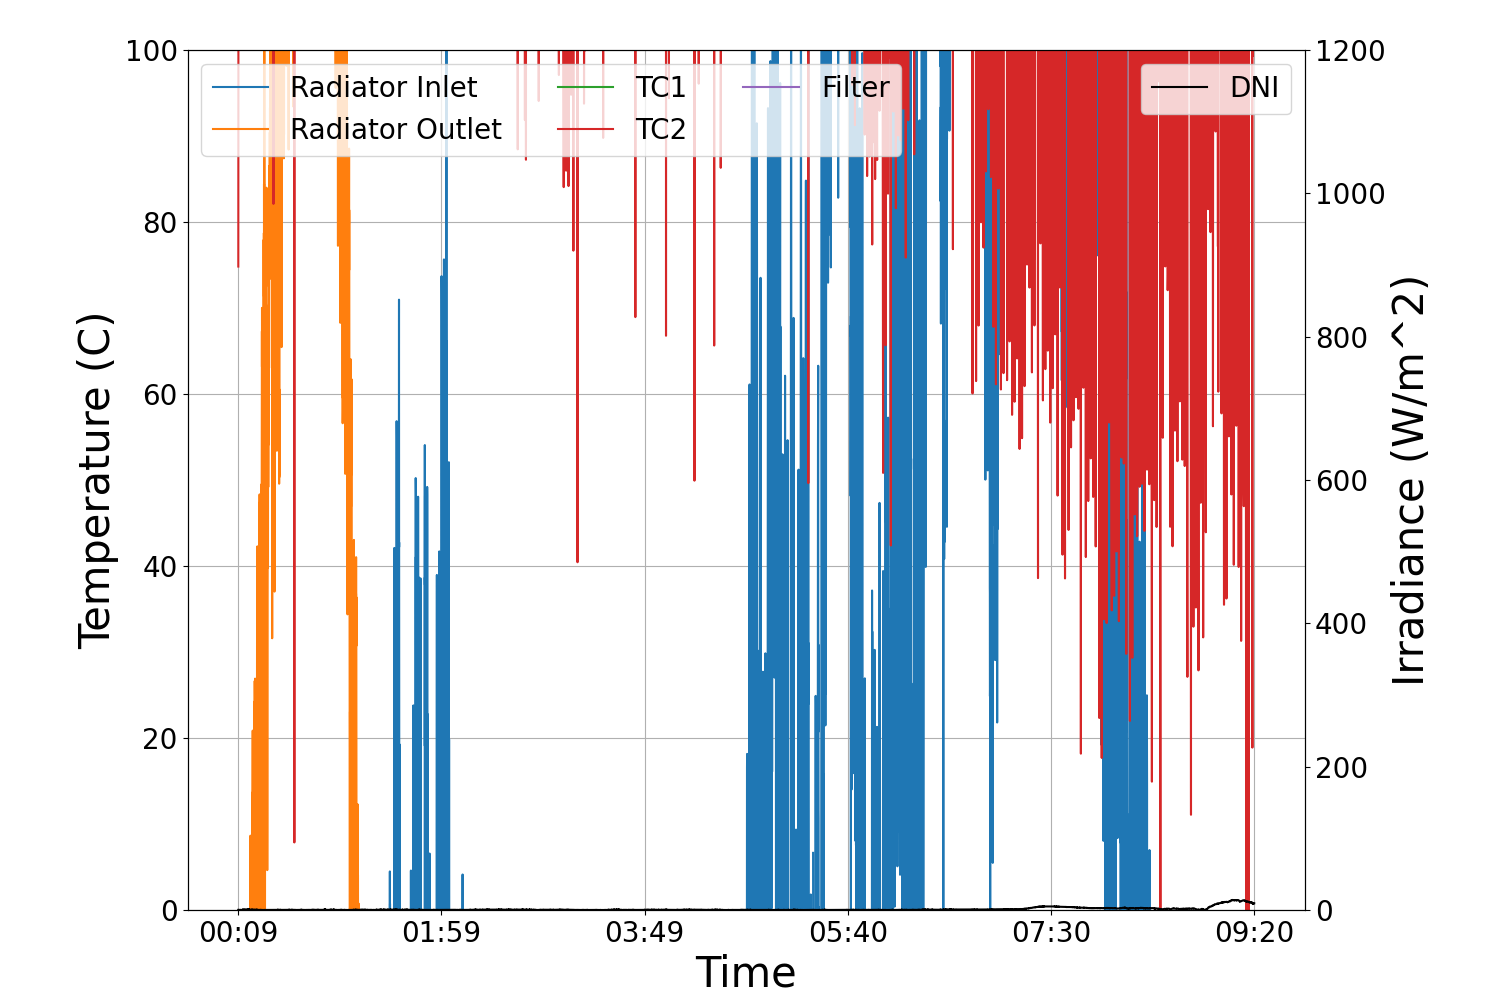 Radiator Inlet
Radiator Outlet
TC1
TC2
Filter
DNI
Temperature (C)
100
80
60
40
20
0
Irradiance (W/m^2)
1200
1000
800
600
400
200
0
00:09 01:59 03:49 05:40 07:30 09:20
Time